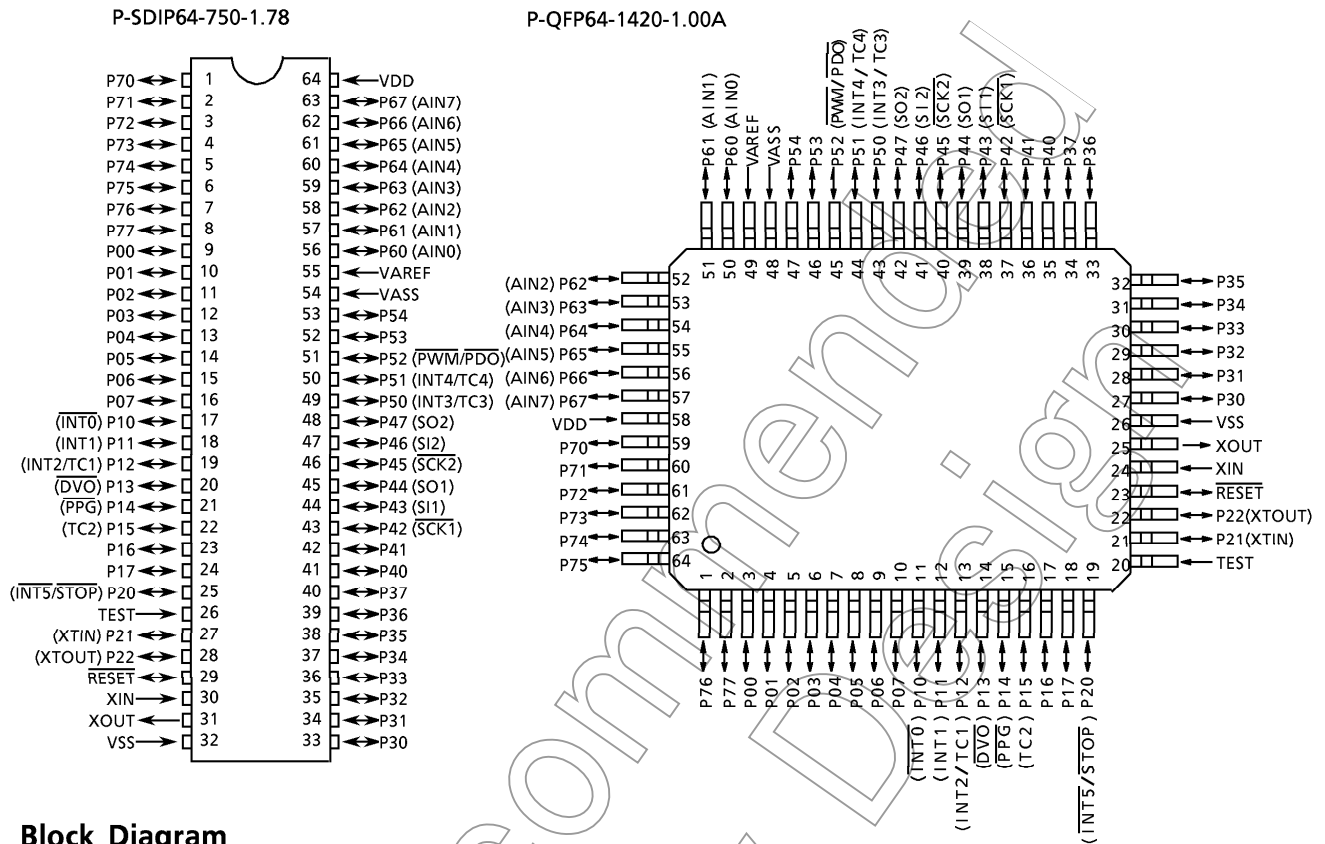 P-SDIP64-750-1.78
P70 1 64 VDD
P71 2 63 P67 (AIN7)
P72 3 62 P66 (AIN6)
P73 4 61 P65 (AIN5)
P74 5 60 P64 (AIN4)
P75 6 59 P63 (AIN3)
P76 7 58 P62 (AIN2)
P77 8 57 P61 (AIN1)
P00 9 56 P60 (AIN0)
P01 10 55 VAREF
P02 11 54 VASS
P03 12 53 P54
P04 13 52 P53
P05 14 51 P52 (PWM/PDO)
P06 15 50 P51 (INT4/TC4)
P07 16 49 P50 (INT3/TC3)
(INT0) P10 17 48 P47 (SO2)
(INT1) P11 18 47 P46 (SI2)
(INT2/TC1) P12 19 46 P45 (SCK2)
(DVO) P13 20 45 P44 (SO1)
(PPG) P14 21 44 P43 (SI1)
(TC2) P15 22 43 P42 (SCK1)
P16 23 42 P41
P17 24 41 P40
(INT5/STOP) P20 25 40 P37
TEST 26 39 P36
(XTIN) P21 27 38 P35
(XTOUT) P22 28 37 P34
RESET 29 36 P33
XIN 30 35 P32
XOUT 31 34 P31
VSS 32 33 P30
P-QFP64-1420-1.00A
P61 (AIN1)
P60 (AIN0)
VAREF
VASS
P54
P53
P52 (PWM/PDO)
P51 (INT4/TC4)
P50 (INT3/TC3)
P47 (SO2)
P46 (SI2)
P45 (SCK2)
P44 (SO1)
P43 (SI1)
P42 (SCK1)
P41
P40
P37
P36
51 50 49 48 47 46 45 44 43 42 41 40 39 38 37 36 35 34 33
(AIN2) P62 52
(AIN3) P63 53
(AIN4) P64 54
(AIN5) P65 55
(AIN6) P66 56
(AIN7) P67 57
VDD 58
P70 59
P71 60
P72 61
P73 62
P74 63
P75 64
32 P35
31 P34
30 P33
29 P32
28 P31
27 P30
26 VSS
25 XOUT
24 XIN
23 RESET
22 P22(XTOUT)
21 P21(XTIN)
20 TEST
1 2 3 4 5 6 7 8 9 10 11 12 13 14 15 16 17 18 19
P76
P77
P00
P01
P02
P03
P04
P05
P06
P07
(INT0) P10
(INT1) P11
(INT2/TC1) P12
(DVO) P13
(PPG) P14
(TC2) P15
P16
P17
(INT5/STOP) P20
ommended
Design
Block Diagram